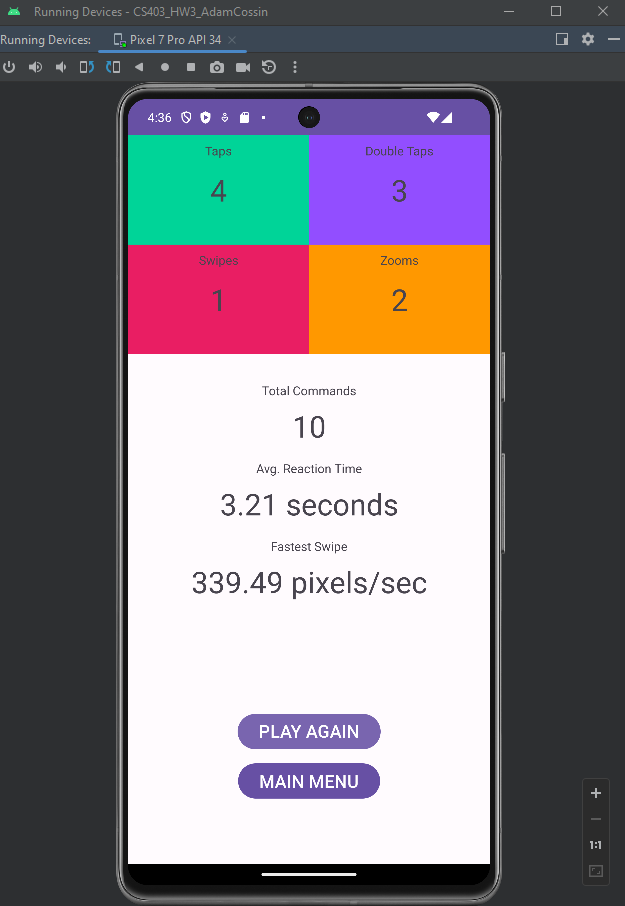 Running Devices - CS403_HW3_AdamCossin
Running Devices: Pixel 7 Pro API 34
4:36
Taps Double Taps
4 3
Swipes Zooms
1 2
Total Commands
10
Avg. Reaction Time
3.21 seconds
Fastest Swipe
339.49 pixels/sec
PLAY AGAIN
MAIN MENU
1:1